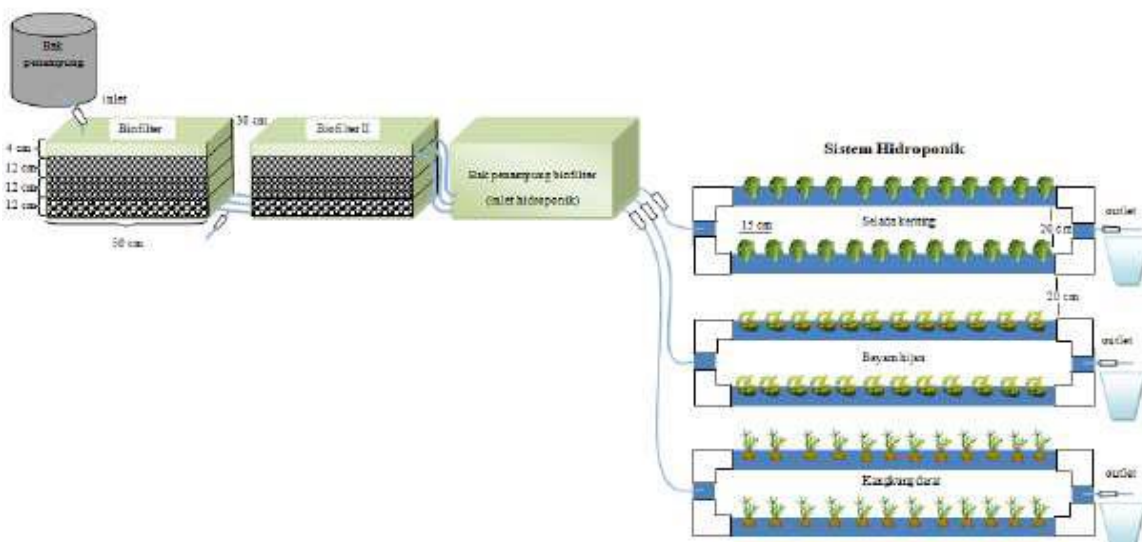 Bak
penampung
inlet
Biofilter
30 cm
Biofilter II
4 cm
12 cm
12 cm
12 cm
50 cm
Bak penampung biofilter
(inlet hidroponik)
Sistem Hidroponik
Selada keriting
15 cm
20 cm
outlet
20 cm
Bayam hijau
outlet
Kangkung darat
outlet